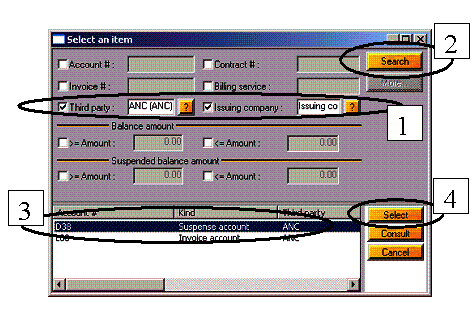 Select an item
2
Account # : Contract # : Search
Invoice # : Billing service : More...
Third party : ANC (ANC) ? Issuing company : Issuing co ?
1
Balance amount
>= Amount : 0.00 <= Amount : 0.00
Suspended balance amount
>= Amount : 0.00 <= Amount : 0.00
3
4
Account # Kind Third party Select
D38 Suspense account ANC
Consult
E68 Invoice account ANC
Cancel